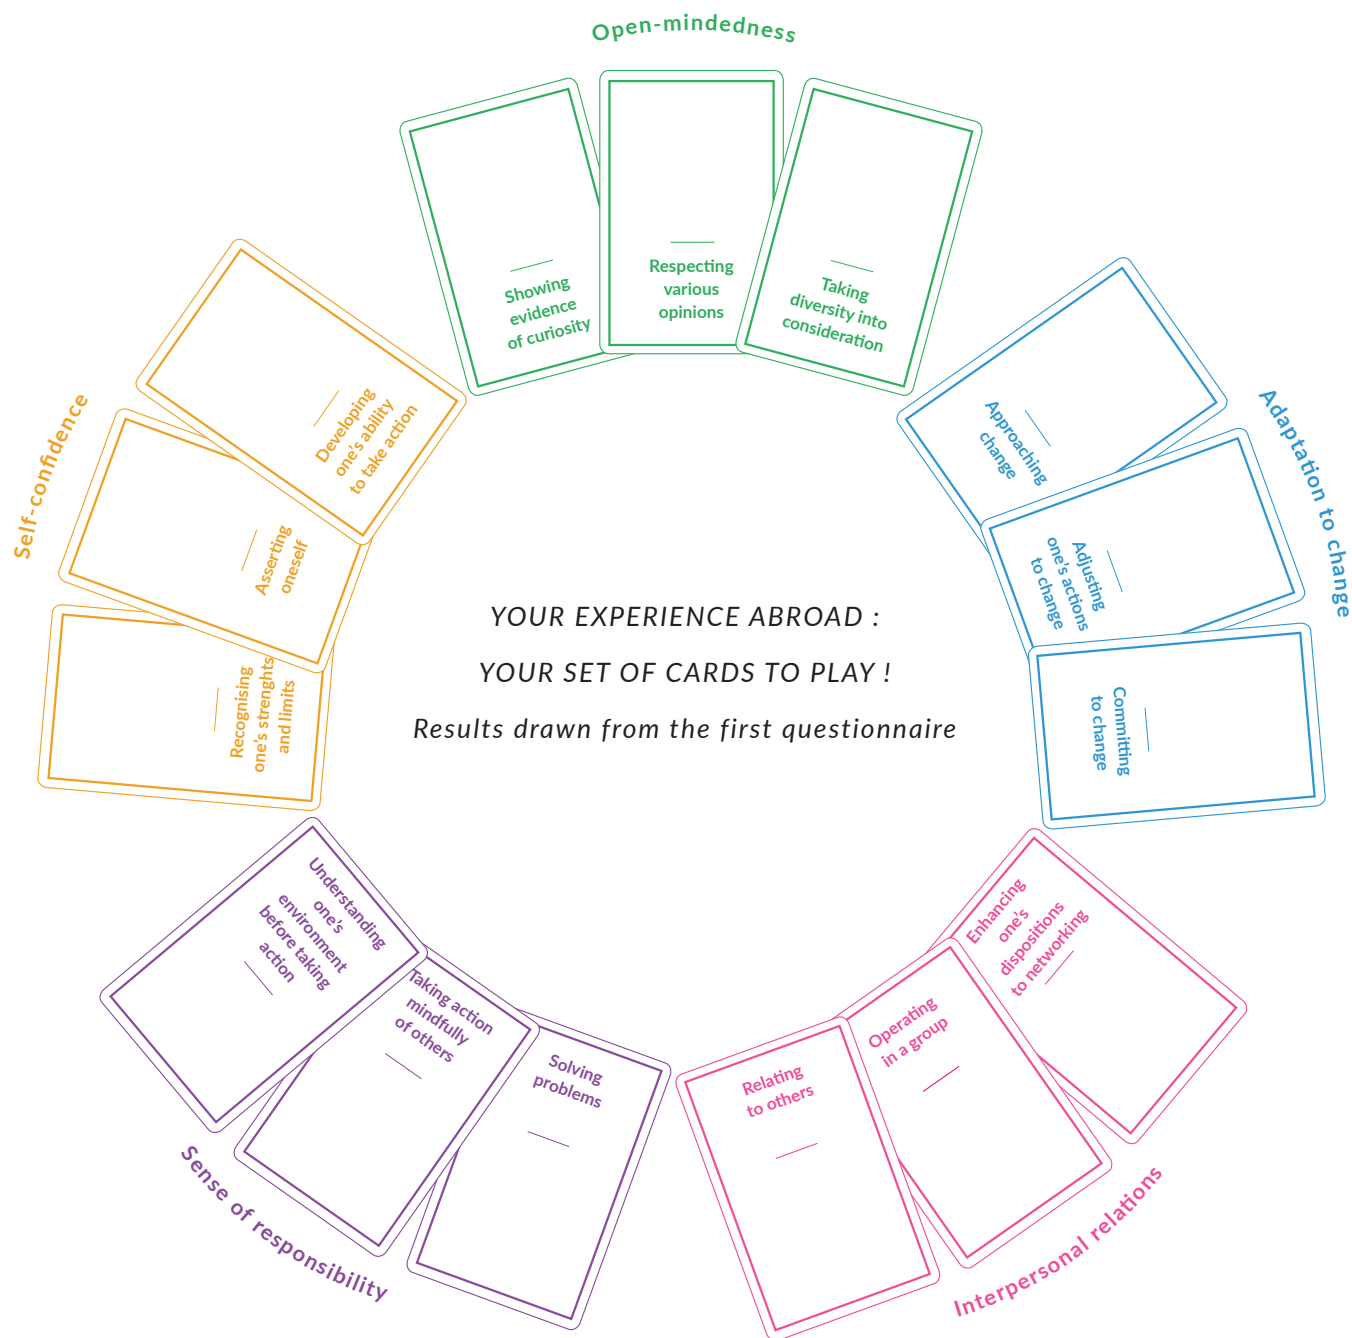 Open-mindedness
Showing
evidence
of curiosity
Respecting
various
opinions
Taking
diversity into
consideration
Adaptation to change
Approaching
change
Adjusting
one's actions
to change
Committing
to change
Self-confidence
Developing
one's ability
to take action
Asserting
oneself
Recognising
one's strenghts
and limits
YOUR EXPERIENCE ABROAD :
YOUR SET OF CARDS TO PLAY !
Results drawn from the first questionnaire
Understanding
one's
environment
before taking
action
Taking action
mindfully
of others
Solving
problems
Sense of responsibility
Enhancing
one's
dispositions
to networking
Operating
in a group
Relating
to others
Interpersonal relations